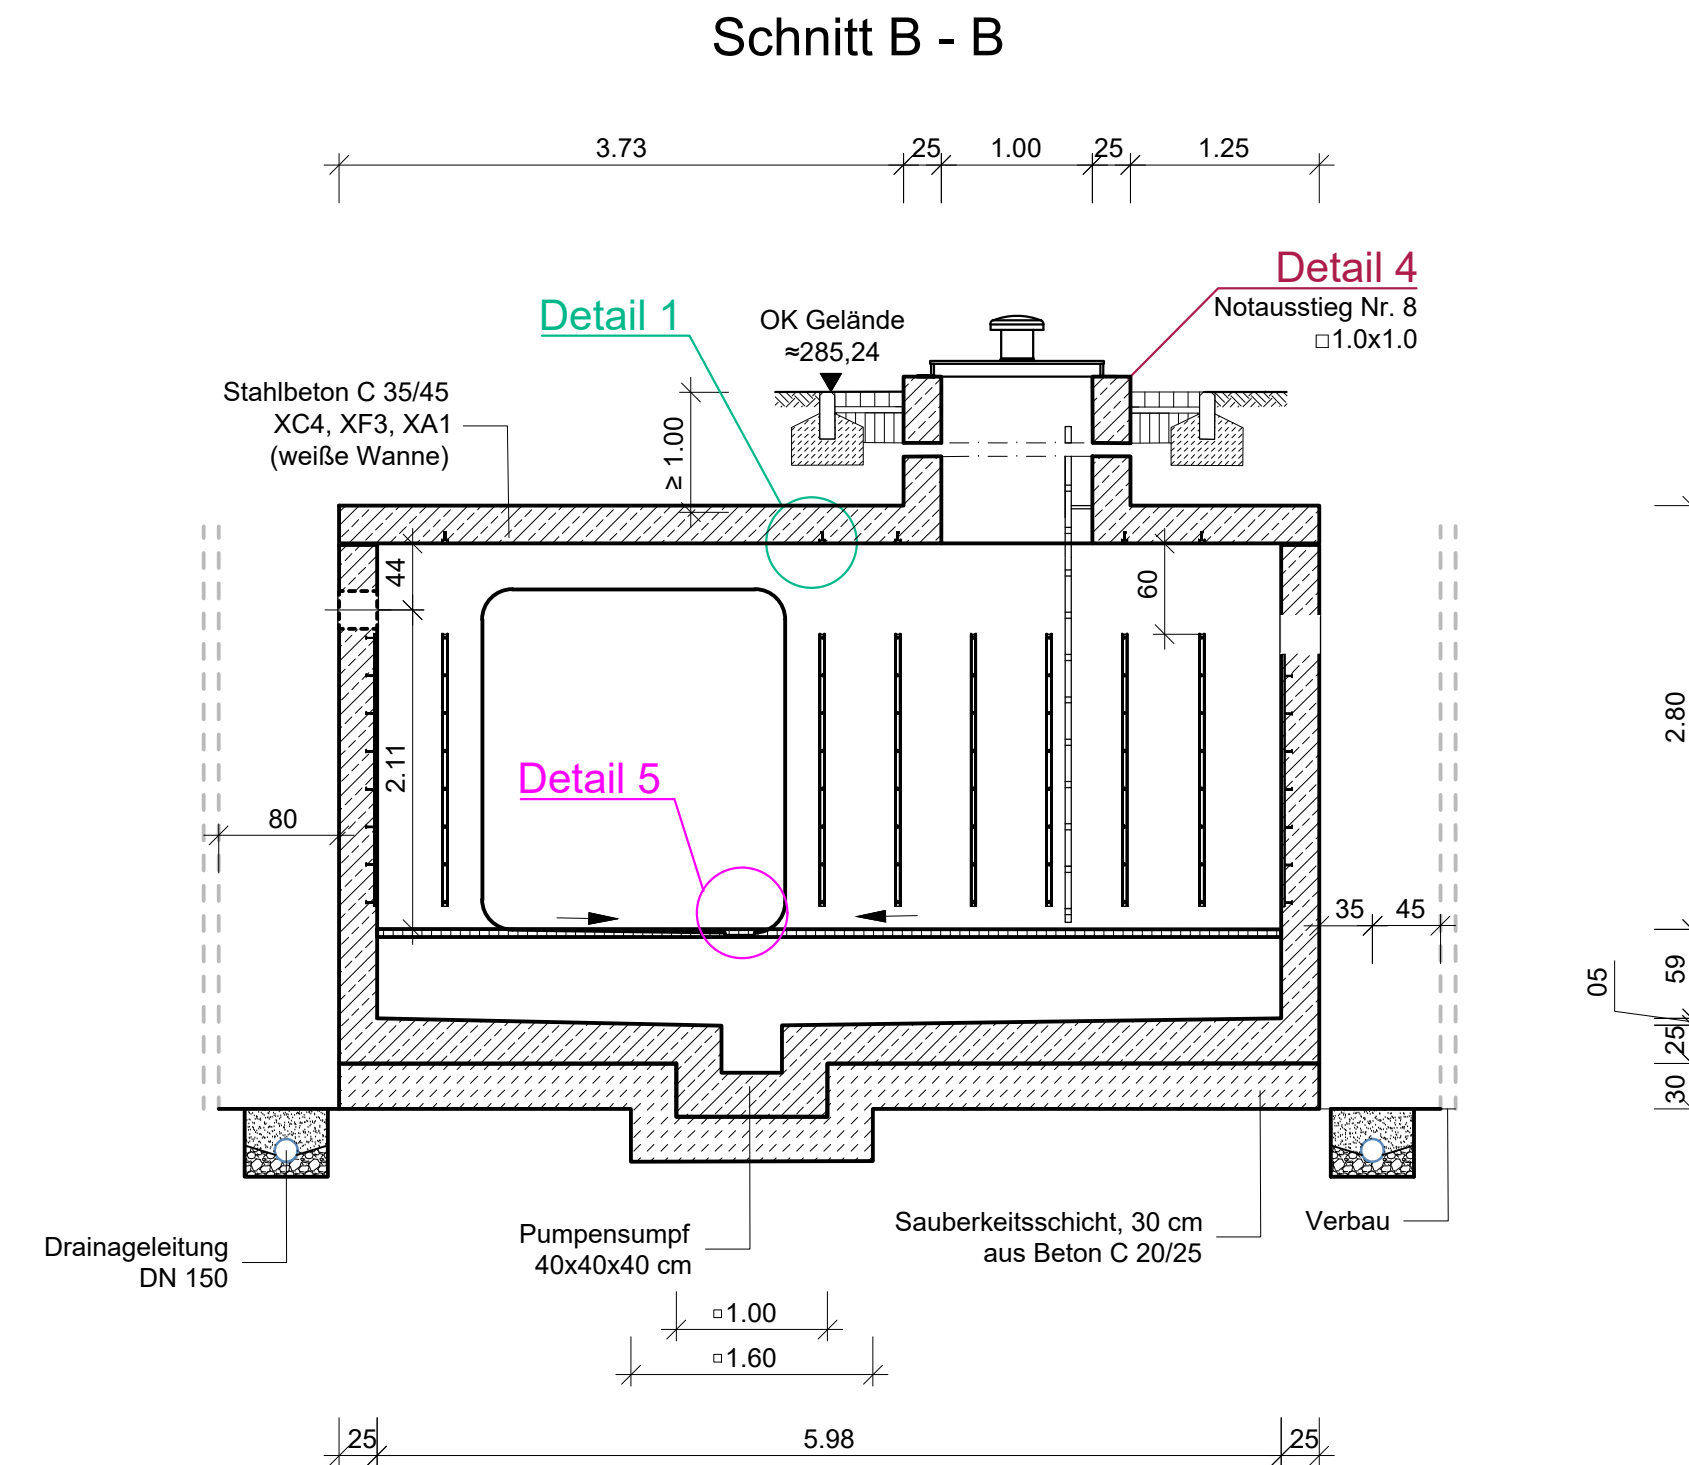 Schnitt B - B
3.73
25
1.00
25
1.25
Detail 4
Notausstieg Nr. 8
□1.0x1.0
Detail 1
OK Gelände
≈285,24
Stahlbeton C 35/45
XC4, XF3, XA1
(weiße Wanne)
≥ 1.00
44
60
2.80
2.11
Detail 5
80
35
45
59
05
25
30
Drainageleitung
DN 150
Pumpensumpf
40x40x40 cm
Sauberkeitsschicht, 30 cm
aus Beton C 20/25
Verbau
□1.00
□1.60
25
5.98
25